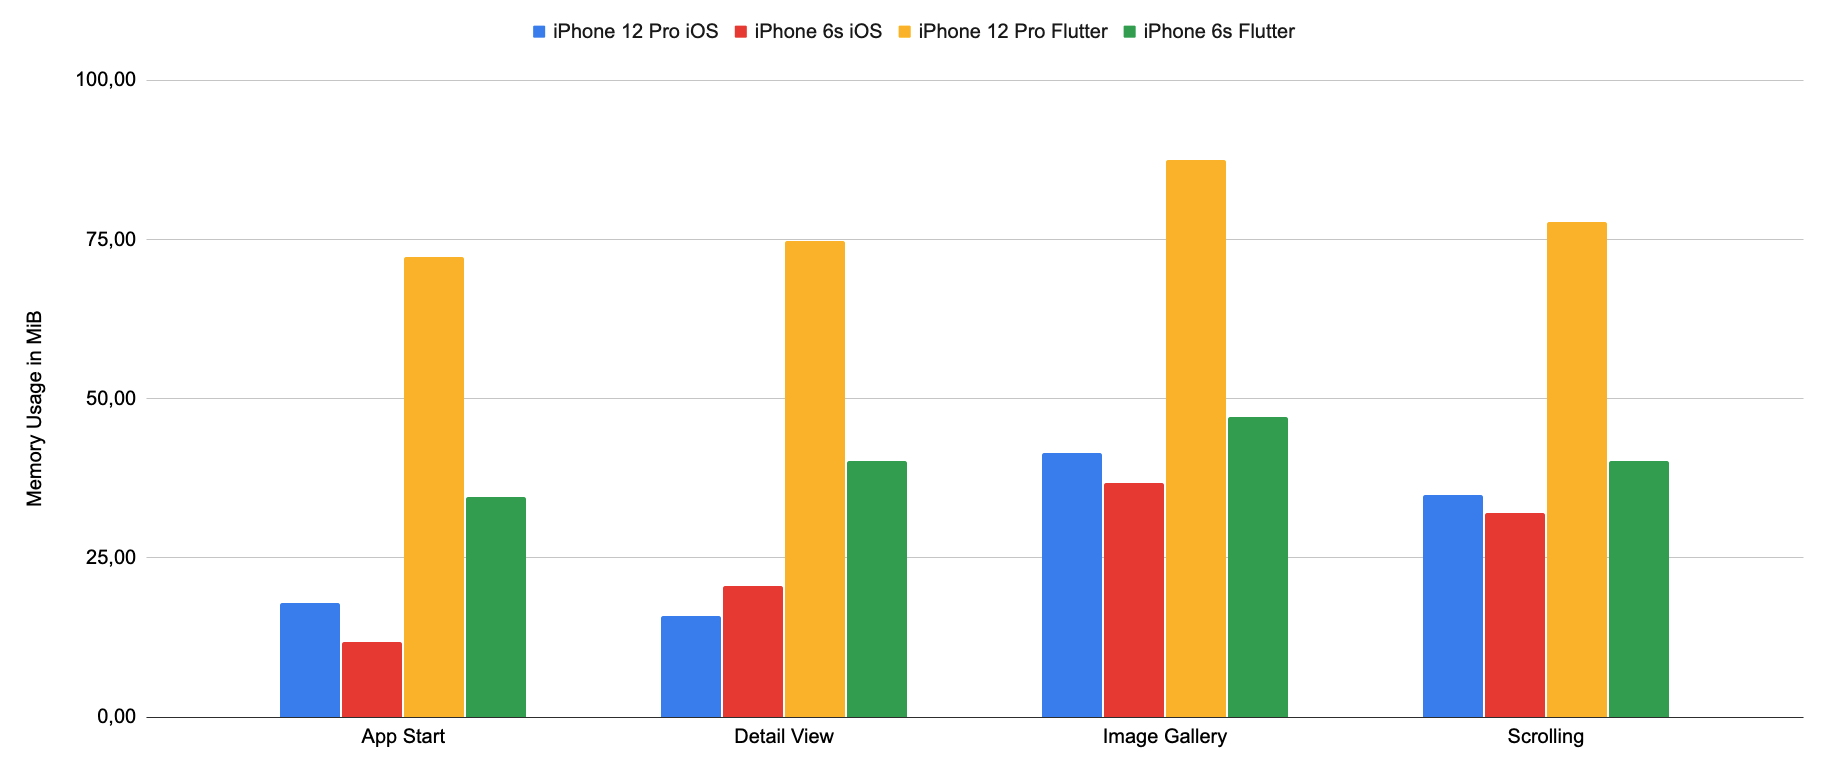 iPhone 12 Pro iOS iPhone 6s iOS iPhone 12 Pro Flutter iPhone 6s Flutter
100,00
75,00
50,00
25,00
0,00
Memory Usage in MiB
App Start Detail View Image Gallery Scrolling